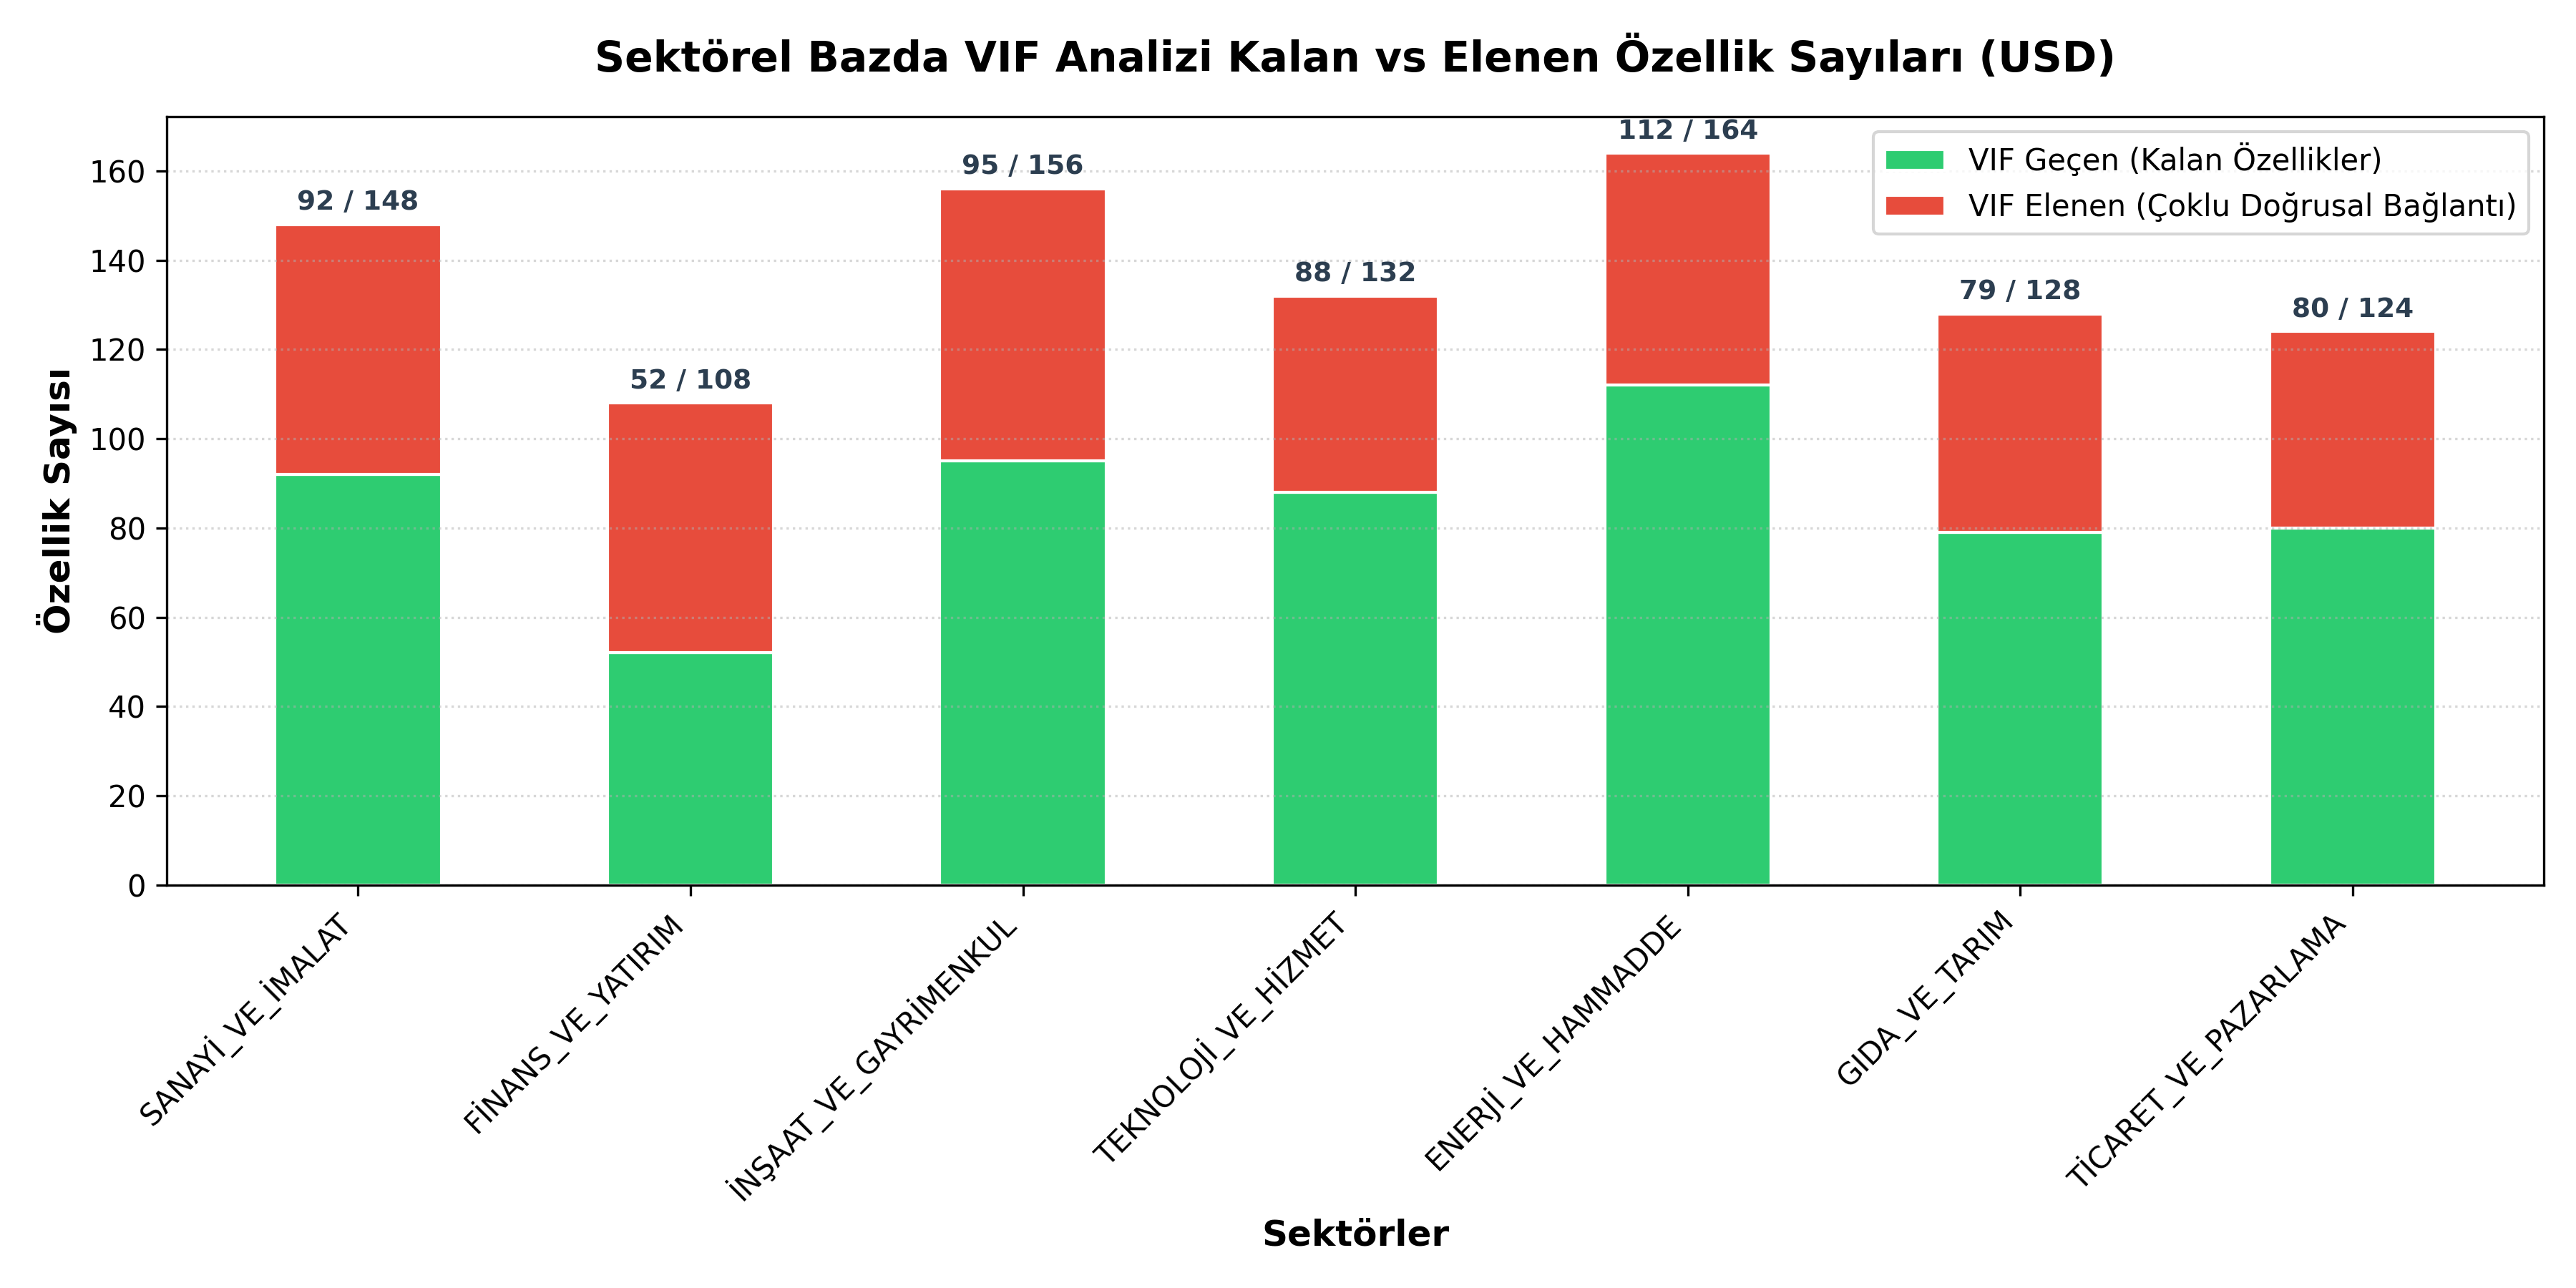 Sektörel Bazda VIF Analizi Kalan vs Elenen Özellik Sayıları (USD)
VIF Geçen (Kalan Özellikler)
VIF Elenen (Çoklu Doğrusal Bağlantı)
92 / 148
52 / 108
95 / 156
88 / 132
112 / 164
79 / 128
80 / 124
Özellik Sayısı
160
140
120
100
80
60
40
20
0
SANAYİ_VE_İMALAT
FİNANS_VE_YATIRIM
İNŞAAT_VE_GAYRİMENKUL
TEKNOLOJİ_VE_HİZMET
ENERJİ_VE_HAMMADDE
GIDA_VE_TARIM
TİCARET_VE_PAZARLAMA
Sektörler